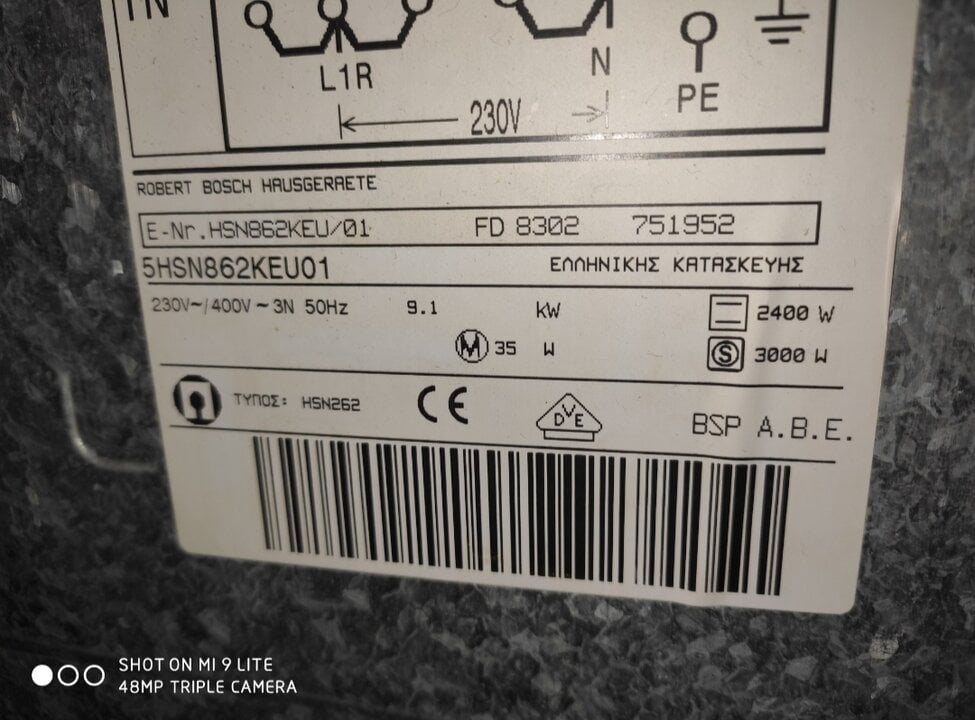 1N
L1R
N
PE
230V
ROBERT BOSCH HAUSGERAETE
E-Nr.HSN862KEU/01 FD 8302 751952
5HSN862KEU01 ΕΛΛΗΝΙΚΗΣ ΚΑΤΑΣΚΕΥΗΣ
230V~/400V~3N 50Hz 9.1 kW 2400 W
M 35 W S 3000 W
ΤΥΠΟΣ: HSN262 CE DVE BSP A.B.E.
SHOT ON MI 9 LITE
48MP TRIPLE CAMERA